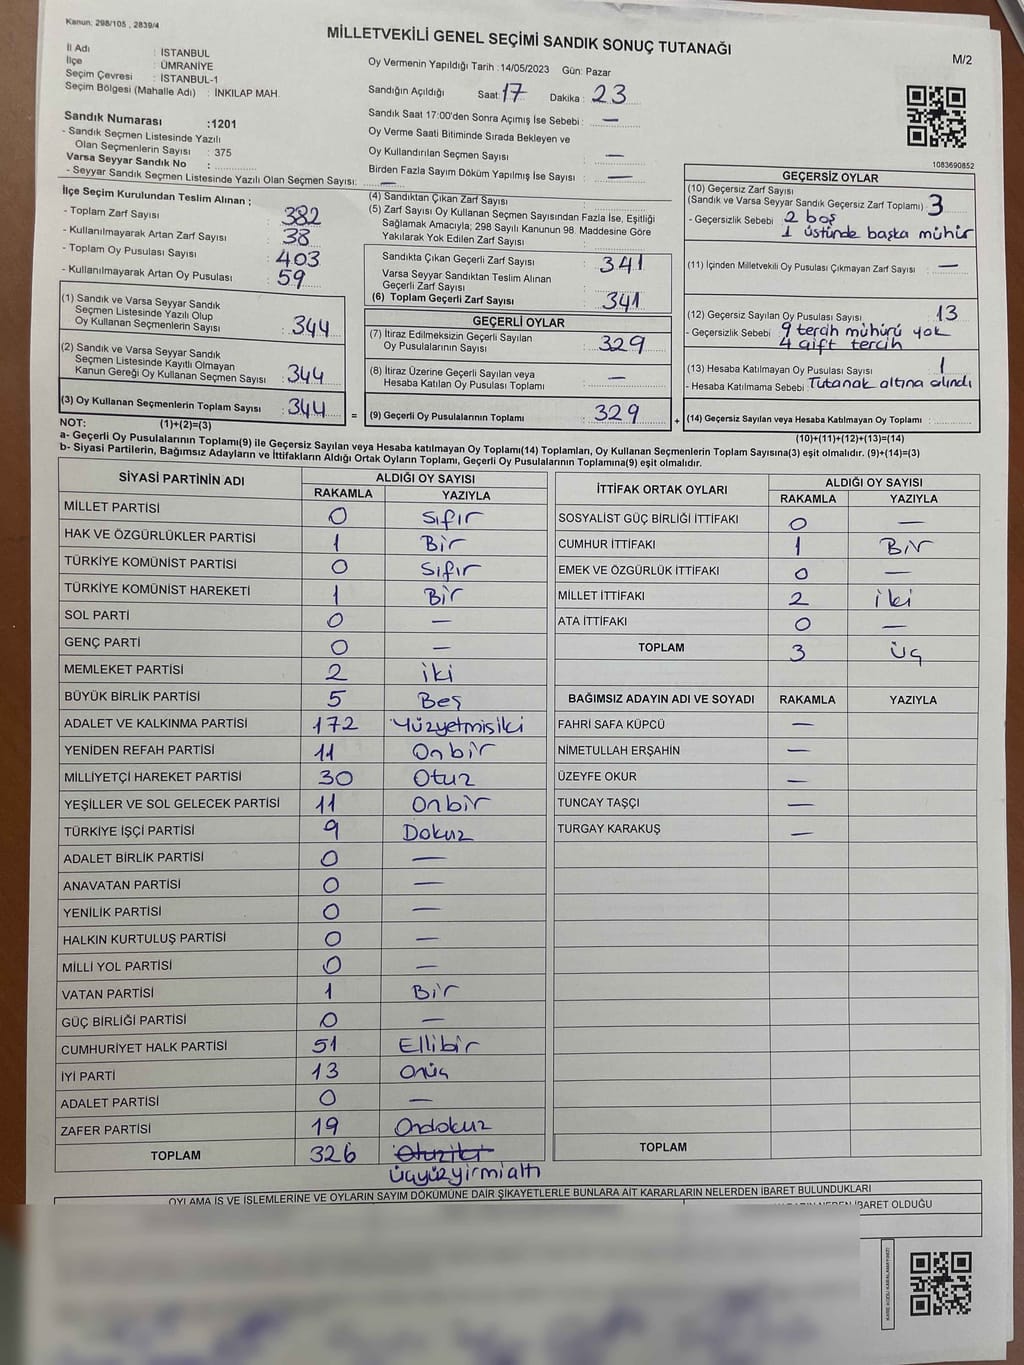 Kanun: 298/105 , 2839/4
MİLLETVEKİLİ GENEL SEÇİMİ SANDIK SONUÇ TUTANAĞI
M/2
İl Adı : İSTANBUL
İlçe : ÜMRANİYE
Seçim Çevresi : İSTANBUL-1
Seçim Bölgesi (Mahalle Adı) : İNKILAP MAH.
Sandık Numarası :1201
- Sandık Seçmen Listesinde Yazılı
Olan Seçmenlerin Sayısı : 375
Varsa Seyyar Sandık No :
- Seyyar Sandık Seçmen Listesinde Yazılı Olan Seçmen Sayısı: —
Oy Vermenin Yapıldığı Tarih :14/05/2023 Gün: Pazar
Sandığın Açıldığı Saat: 17 Dakika : 23
Sandık Saat 17:00'den Sonra Açımış İse Sebebi : —
Oy Verme Saati Bitiminde Sırada Bekleyen ve
Oy Kullandırılan Seçmen Sayısı : —
Birden Fazla Sayım Döküm Yapılmış İse Sayısı : —
1083690852
İlçe Seçim Kurulundan Teslim Alınan ;
- Toplam Zarf Sayısı : 382
- Kullanılmayarak Artan Zarf Sayısı : 38
- Toplam Oy Pusulası Sayısı : 403
- Kullanılmayarak Artan Oy Pusulası : 59
(1) Sandık ve Varsa Seyyar Sandık
Seçmen Listesinde Yazılı Olup
Oy Kullanan Seçmenlerin Sayısı : 344
(2) Sandık ve Varsa Seyyar Sandık
Seçmen Listesinde Kayıtlı Olmayan
Kanun Gereği Oy Kullanan Seçmen Sayısı : 344
(3) Oy Kullanan Seçmenlerin Toplam Sayısı : 344 =
(4) Sandıktan Çıkan Zarf Sayısı :
(5) Zarf Sayısı Oy Kullanan Seçmen Sayısından Fazla İse, Eşitliği
Sağlamak Amacıyla; 298 Sayılı Kanunun 98. Maddesine Göre
Yakılarak Yok Edilen Zarf Sayısı :
Sandıkta Çıkan Geçerli Zarf Sayısı : 341
Varsa Seyyar Sandıktan Teslim Alınan
Geçerli Zarf Sayısı :
(6) Toplam Geçerli Zarf Sayısı : 341
GEÇERLİ OYLAR
(7) İtiraz Edilmeksizin Geçerli Sayılan
Oy Pusulalarının Sayısı : 329
(8) İtiraz Üzerine Geçerli Sayılan veya
Hesaba Katılan Oy Pusulası Toplamı : —
(9) Geçerli Oy Pusulalarının Toplamı : 329 +
GEÇERSİZ OYLAR
(10) Geçersiz Zarf Sayısı
(Sandık ve Varsa Seyyar Sandık Geçersiz Zarf Toplamı) : 3
- Geçersizlik Sebebi : 2 boş
1 üstünde başka mühür
(11) İçinden Milletvekili Oy Pusulası Çıkmayan Zarf Sayısı : —
(12) Geçersiz Sayılan Oy Pusulası Sayısı : 13
- Geçersizlik Sebebi : 9 tercih mühürü yok
4 çift tercih
(13) Hesaba Katılmayan Oy Pusulası Sayısı : 1
- Hesaba Katılmama Sebebi : Tutanak altına alındı
(14) Geçersiz Sayılan veya Hesaba Katılmayan Oy Toplamı :
NOT: (1)+(2)=(3)
(10)+(11)+(12)+(13)=(14)
a- Geçerli Oy Pusulalarının Toplamı(9) ile Geçersiz Sayılan veya Hesaba katılmayan Oy Toplamı(14) Toplamları, Oy Kullanan Seçmenlerin Toplam Sayısına(3) eşit olmalıdır. (9)+(14)=(3)
b- Siyasi Partilerin, Bağımsız Adayların ve İttifakların Aldığı Ortak Oyların Toplamı, Geçerli Oy Pusulalarının Toplamına(9) eşit olmalıdır.
SİYASİ PARTİNİN ADI ALDIĞI OY SAYISI
RAKAMLA YAZIYLA
MİLLET PARTİSİ 0 Sıfır
HAK VE ÖZGÜRLÜKLER PARTİSİ 1 Bir
TÜRKİYE KOMÜNİST PARTİSİ 0 Sıfır
TÜRKİYE KOMÜNİST HAREKETİ 1 Bir
SOL PARTİ 0 —
GENÇ PARTİ 0 —
MEMLEKET PARTİSİ 2 iki
BÜYÜK BİRLİK PARTİSİ 5 Beş
ADALET VE KALKINMA PARTİSİ 172 Yüzyetmişiki
YENİDEN REFAH PARTİSİ 11 Onbir
MİLLİYETÇİ HAREKET PARTİSİ 30 Otuz
YEŞİLLER VE SOL GELECEK PARTİSİ 11 Onbir
TÜRKİYE İŞÇİ PARTİSİ 9 Dokuz
ADALET BİRLİK PARTİSİ 0 —
ANAVATAN PARTİSİ 0 —
YENİLİK PARTİSİ 0 —
HALKIN KURTULUŞ PARTİSİ 0 —
MİLLİ YOL PARTİSİ 0 —
VATAN PARTİSİ 1 Bir
GÜÇ BİRLİĞİ PARTİSİ 0 —
CUMHURİYET HALK PARTİSİ 51 Ellibir
İYİ PARTİ 13 Onüç
ADALET PARTİSİ 0 —
ZAFER PARTİSİ 19 Ondokuz
TOPLAM 326
üçyüzyirmialtı
İTTİFAK ORTAK OYLARI ALDIĞI OY SAYISI
RAKAMLA YAZIYLA
SOSYALİST GÜÇ BİRLİĞİ İTTİFAKI 0 —
CUMHUR İTTİFAKI 1 Bir
EMEK VE ÖZGÜRLÜK İTTİFAKI 0 —
MİLLET İTTİFAKI 2 iki
ATA İTTİFAKI 0 —
TOPLAM 3 üç
BAĞIMSIZ ADAYIN ADI VE SOYADI RAKAMLA YAZIYLA
FAHRİ SAFA KÜPCÜ —
NİMETULLAH ERŞAHİN —
ÜZEYFE OKUR —
TUNCAY TAŞÇI —
TURGAY KARAKUŞ —
TOPLAM
OYLAMA İŞ VE İŞLEMLERİNE VE OYLARIN SAYIM DÖKÜMÜNE DAİR ŞİKAYETLERLE BUNLARA AİT KARARLARIN NELERDEN İBARET BULUNDUKLARI
İBARET OLDUĞU
KARE KODU KARALAMAYINIZ!